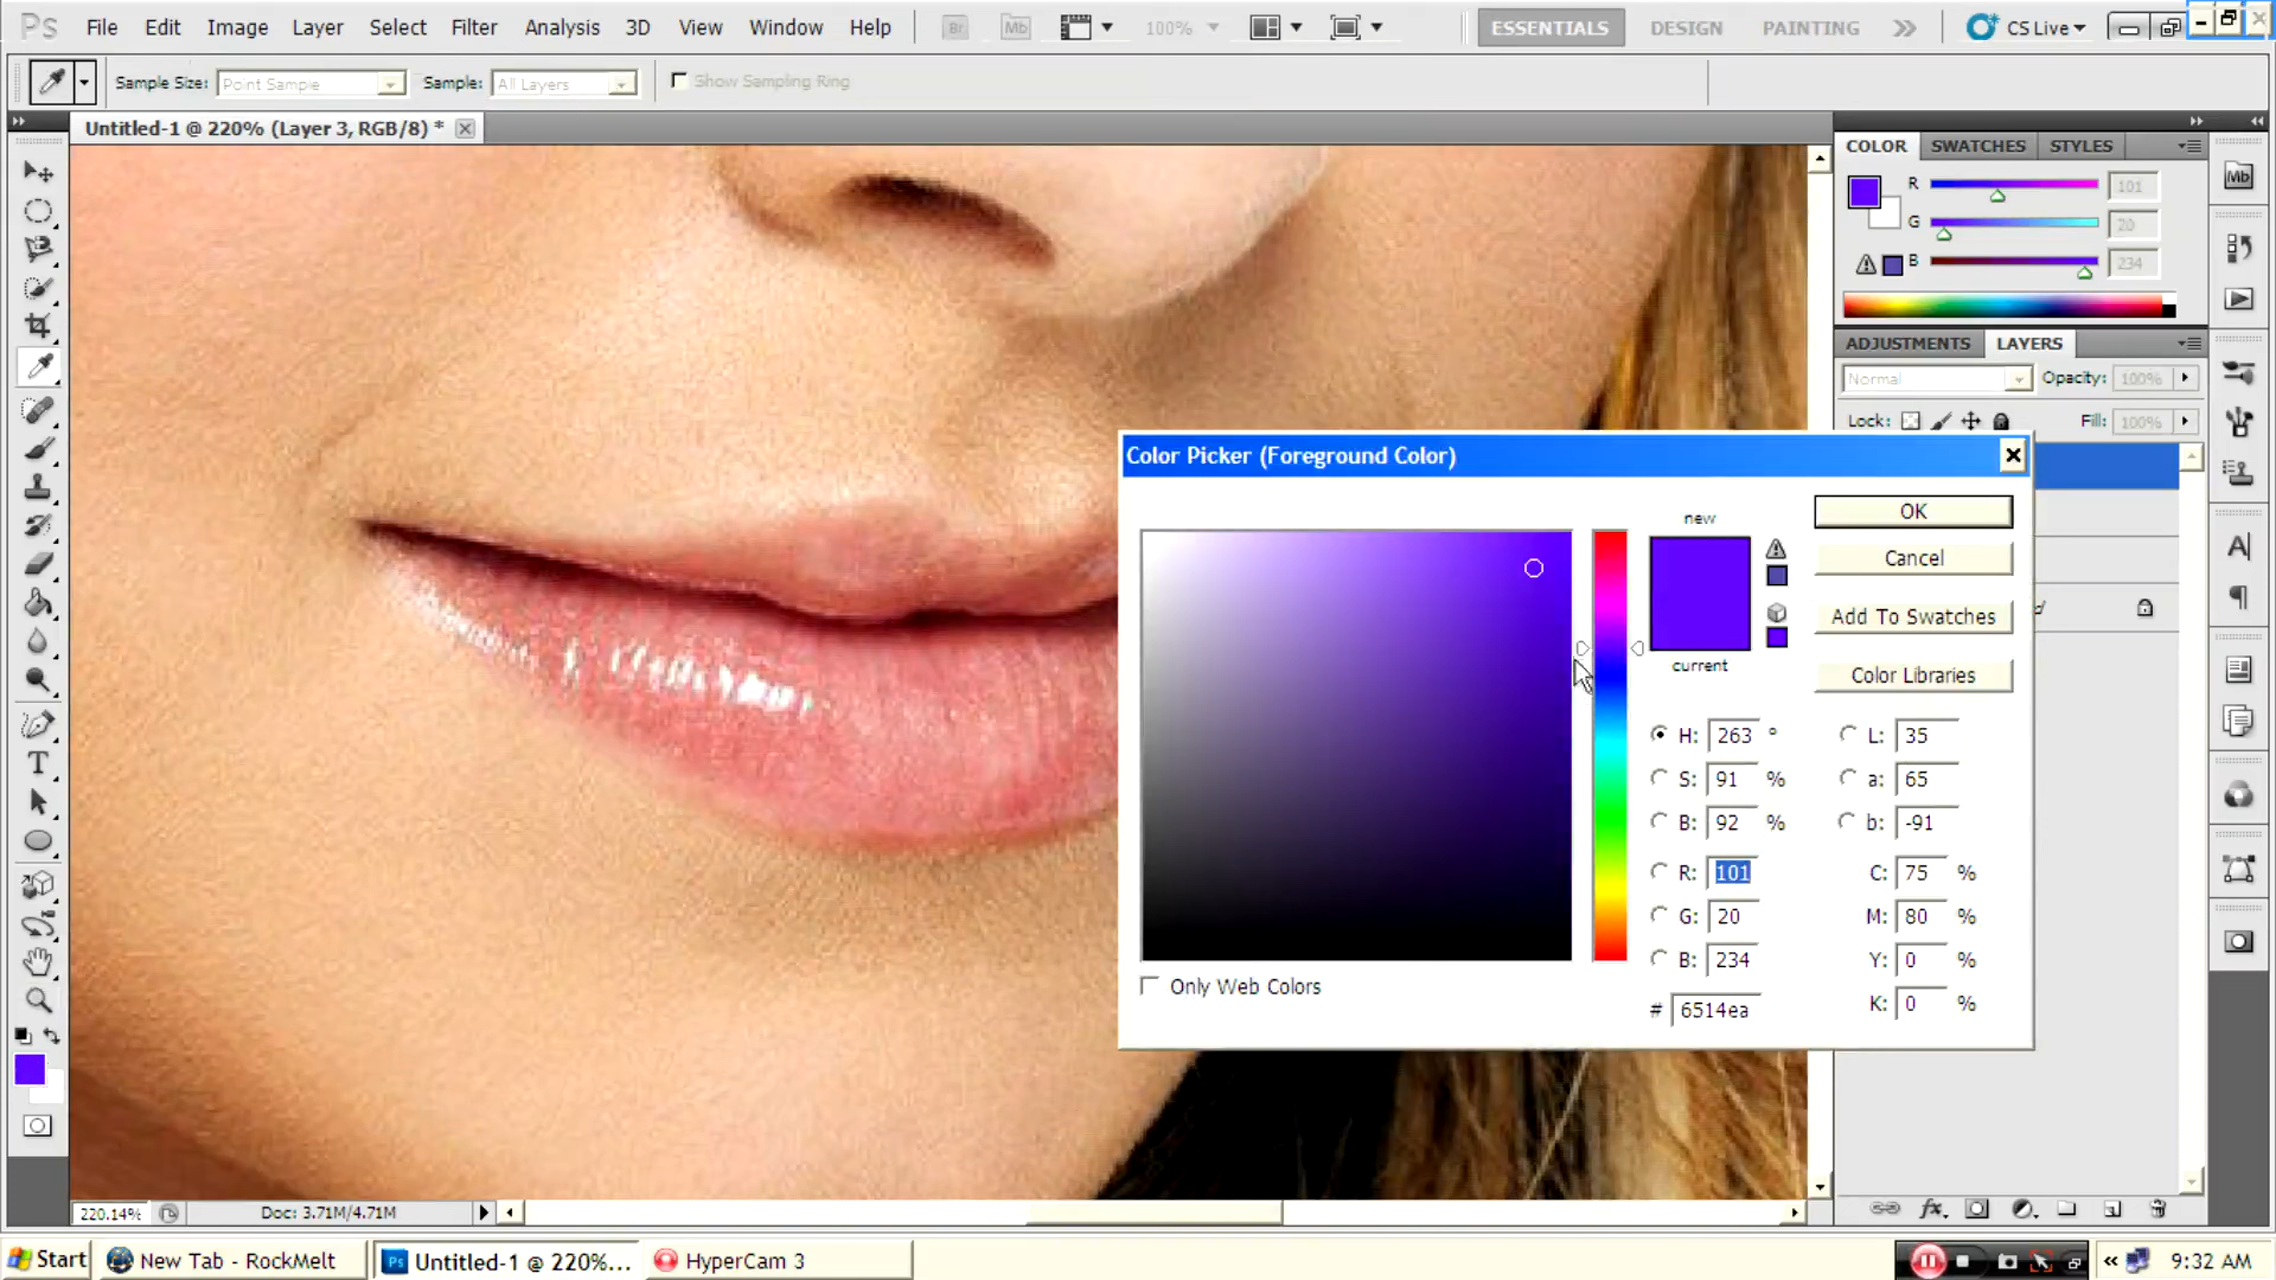 Ps File Edit Image Layer Select Filter Analysis 3D View Window Help Br Mb 100% ESSENTIALS DESIGN PAINTING CS Live
Sample Size: Point Sample Sample: All Layers Show Sampling Ring
Untitled-1 @ 220% (Layer 3, RGB/8) *
COLOR SWATCHES STYLES
Mb
R 101
G 20
B 234
ADJUSTMENTS LAYERS
Normal Opacity: 100%
Lock: Fill: 100%
Color Picker (Foreground Color)
new
current
OK
Cancel
Add To Swatches
Color Libraries
H: 263 ° L: 35
S: 91 % a: 65
B: 92 % b: -91
R: 101 C: 75 %
G: 20 M: 80 %
B: 234 Y: 0 %
# 6514ea K: 0 %
Only Web Colors
T
A
fx
220.14% Doc: 3.71M/4.71M
Start New Tab - RockMelt Ps Untitled-1 @ 220%... HyperCam 3 9:32 AM